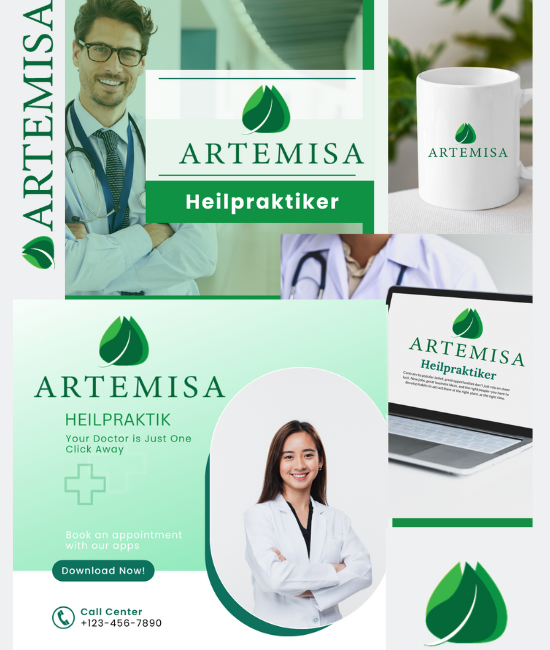 ARTEMISA
ARTEMISA
Heilpraktiker
ARTEMISA
ARTEMISA
Heilpraktiker
ARTEMISA
HEILPRAKTIK
Your Doctor is Just One
Click Away
Book an appointment
with our apps
Download Now!
Call Center
+123-456-7890